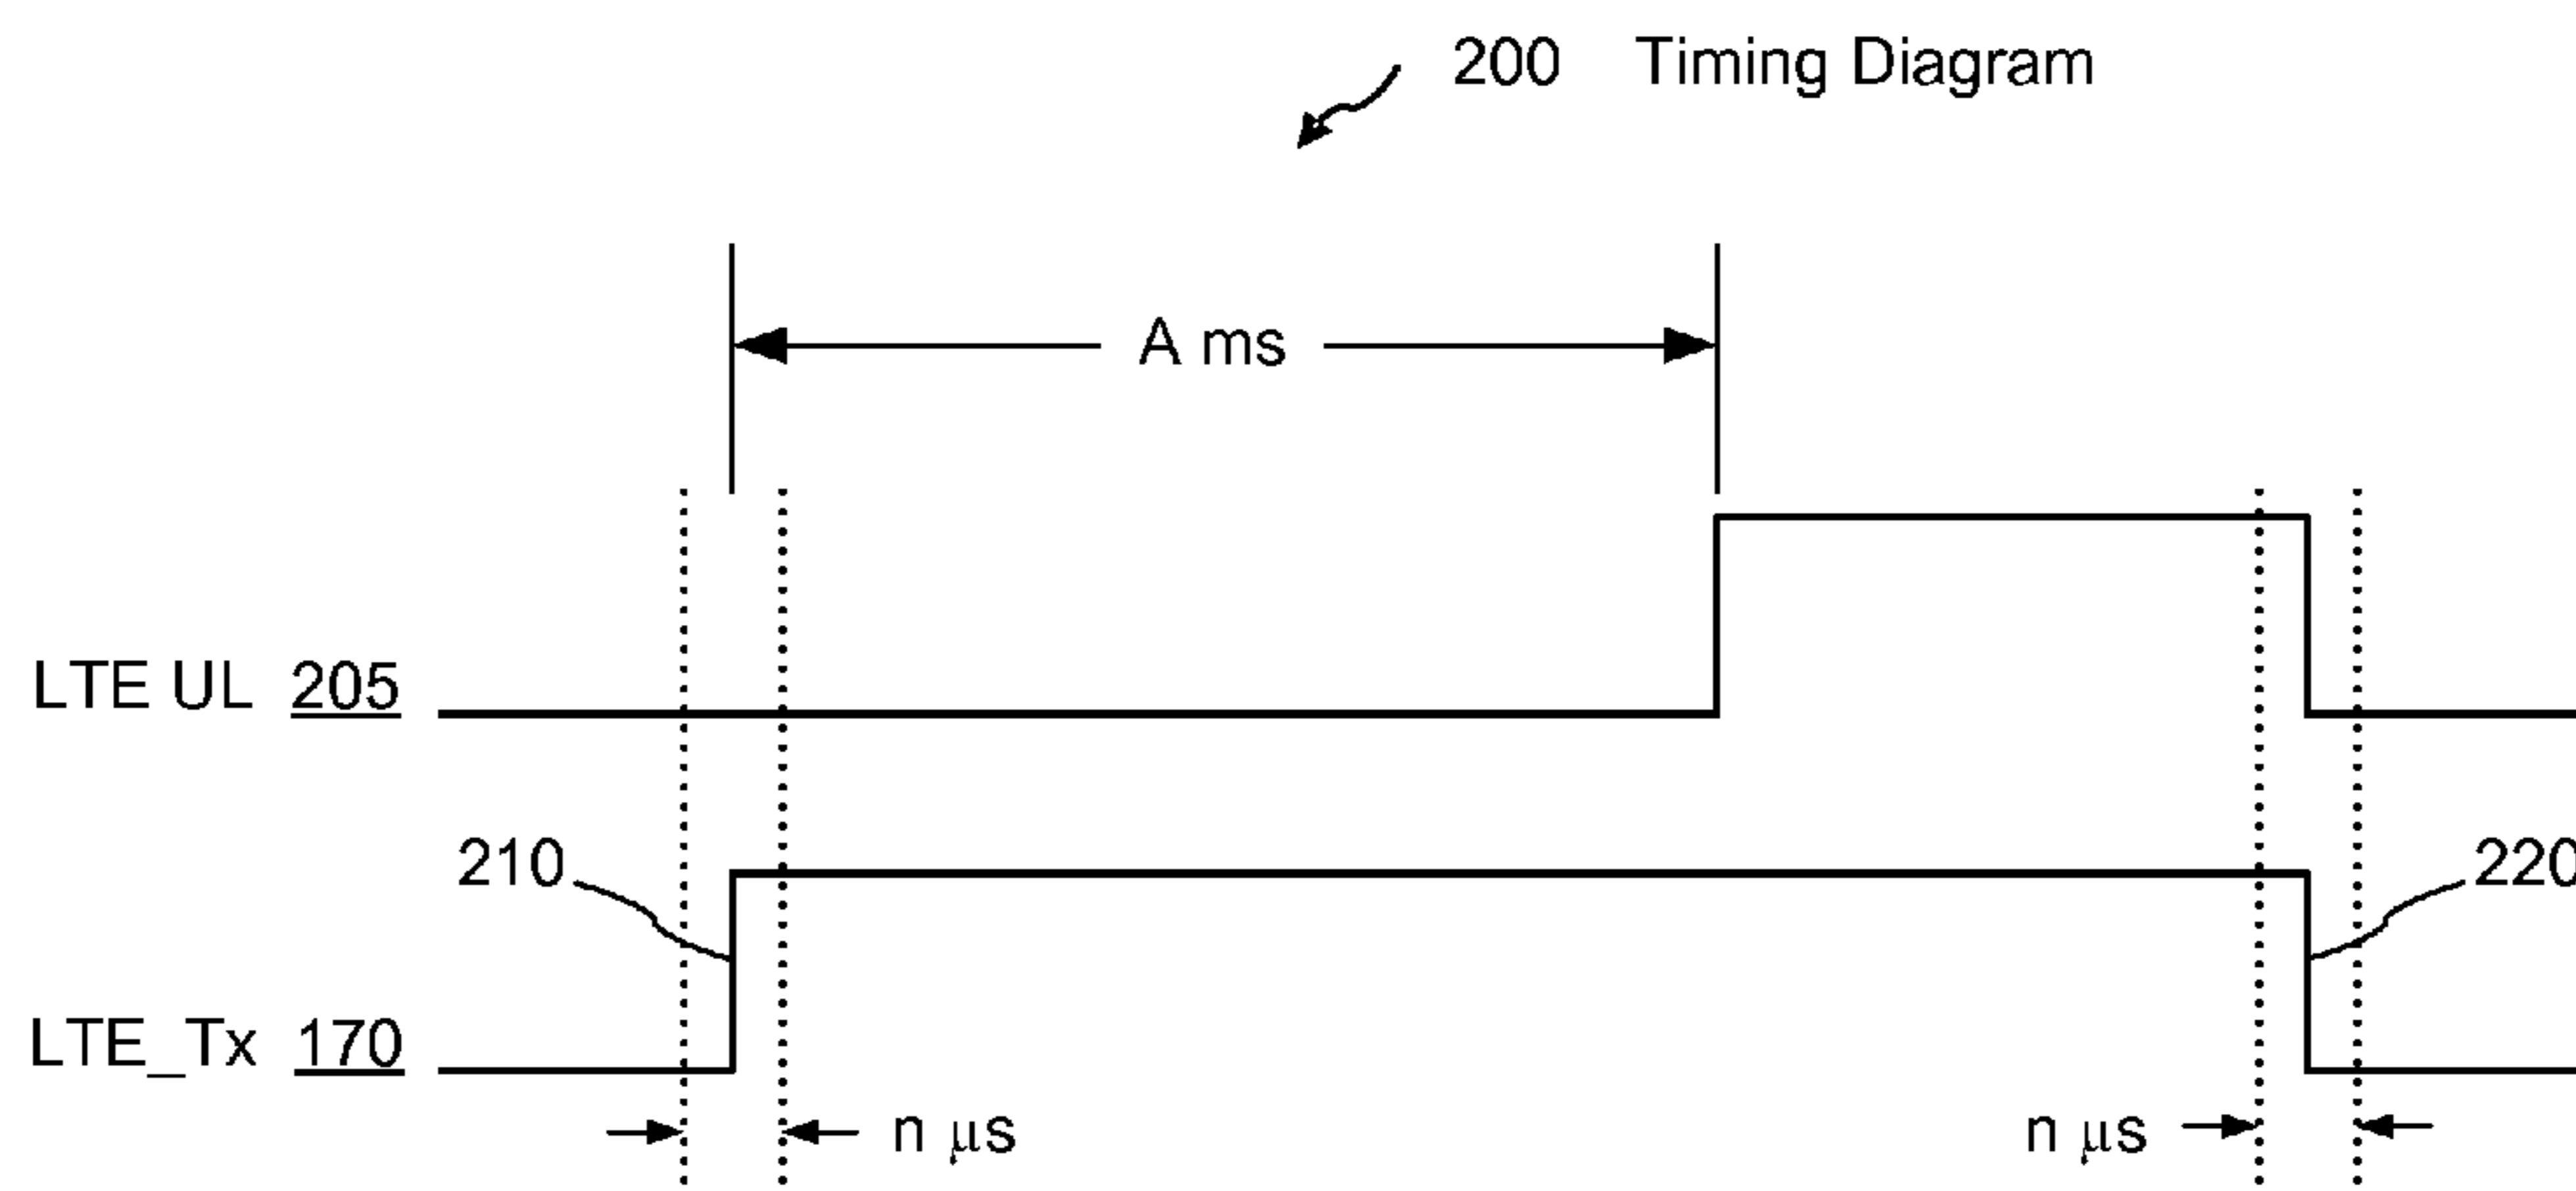 200 Timing Diagram
A ms
LTE UL 205
210
220
LTE_Tx 170
n μs
n μs